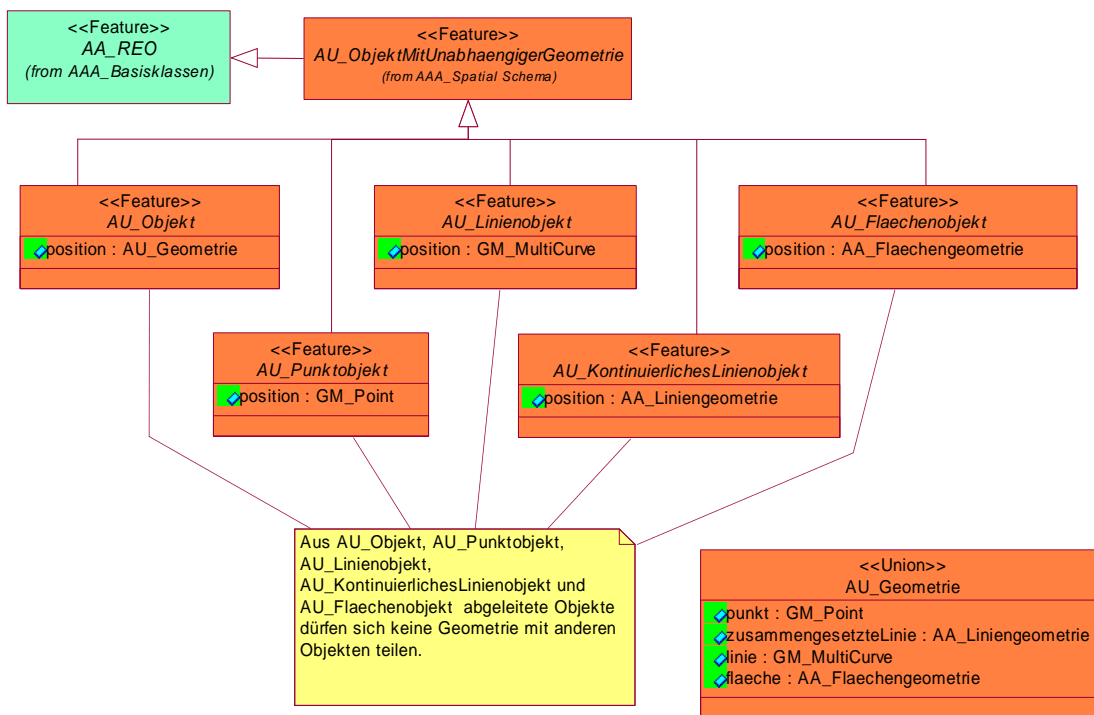 <<Feature>>
AA_REO
(from AAA_Basisklassen)
<<Feature>>
AU_ObjektMitUnabhaengigerGeometrie
(from AAA_Spatial Schema)
<<Feature>>
AU_Objekt
position : AU_Geometrie
<<Feature>>
AU_Linienobjekt
position : GM_MultiCurve
<<Feature>>
AU_Flaechenobjekt
position : AA_Flaechengeometrie
<<Feature>>
AU_Punktobjekt
position : GM_Point
<<Feature>>
AU_KontinuierlichesLinienobjekt
position : AA_Liniengeometrie
Aus AU_Objekt, AU_Punktobjekt,
AU_Linienobjekt,
AU_KontinuierlichesLinienobjekt und
AU_Flaechenobjekt abgeleitete Objekte
dürfen sich keine Geometrie mit anderen
Objekten teilen.
<<Union>>
AU_Geometrie
punkt : GM_Point
zusammengesetzteLinie : AA_Liniengeometrie
linie : GM_MultiCurve
flaeche : AA_Flaechengeometrie